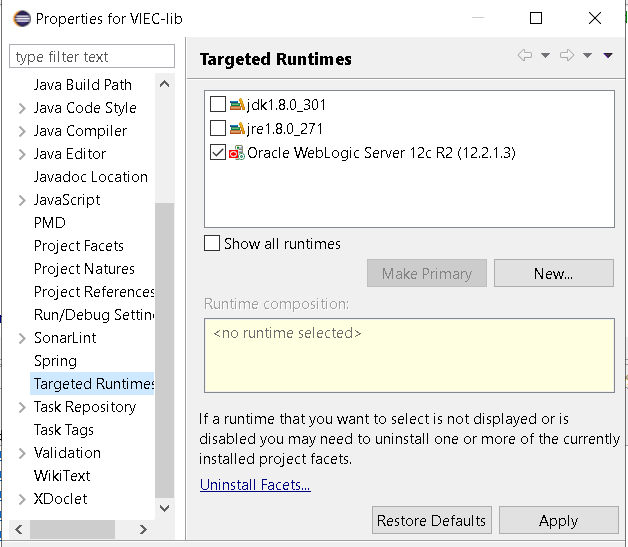 Properties for VIEC-lib
type filter text
Targeted Runtimes
Java Build Path
Java Code Style
Java Compiler
Java Editor
Javadoc Location
JavaScript
PMD
Project Facets
Project Natures
Project References
Run/Debug Settin
SonarLint
Spring
Targeted Runtimes
Task Repository
Task Tags
Validation
WikiText
XDoclet
jdk1.8.0_301
jre1.8.0_271
Oracle WebLogic Server 12c R2 (12.2.1.3)
Show all runtimes
Make Primary
New...
Runtime composition:
<no runtime selected>
If a runtime that you want to select is not displayed or is
disabled you may need to uninstall one or more of the currently
installed project facets.
Uninstall Facets...
Restore Defaults
Apply